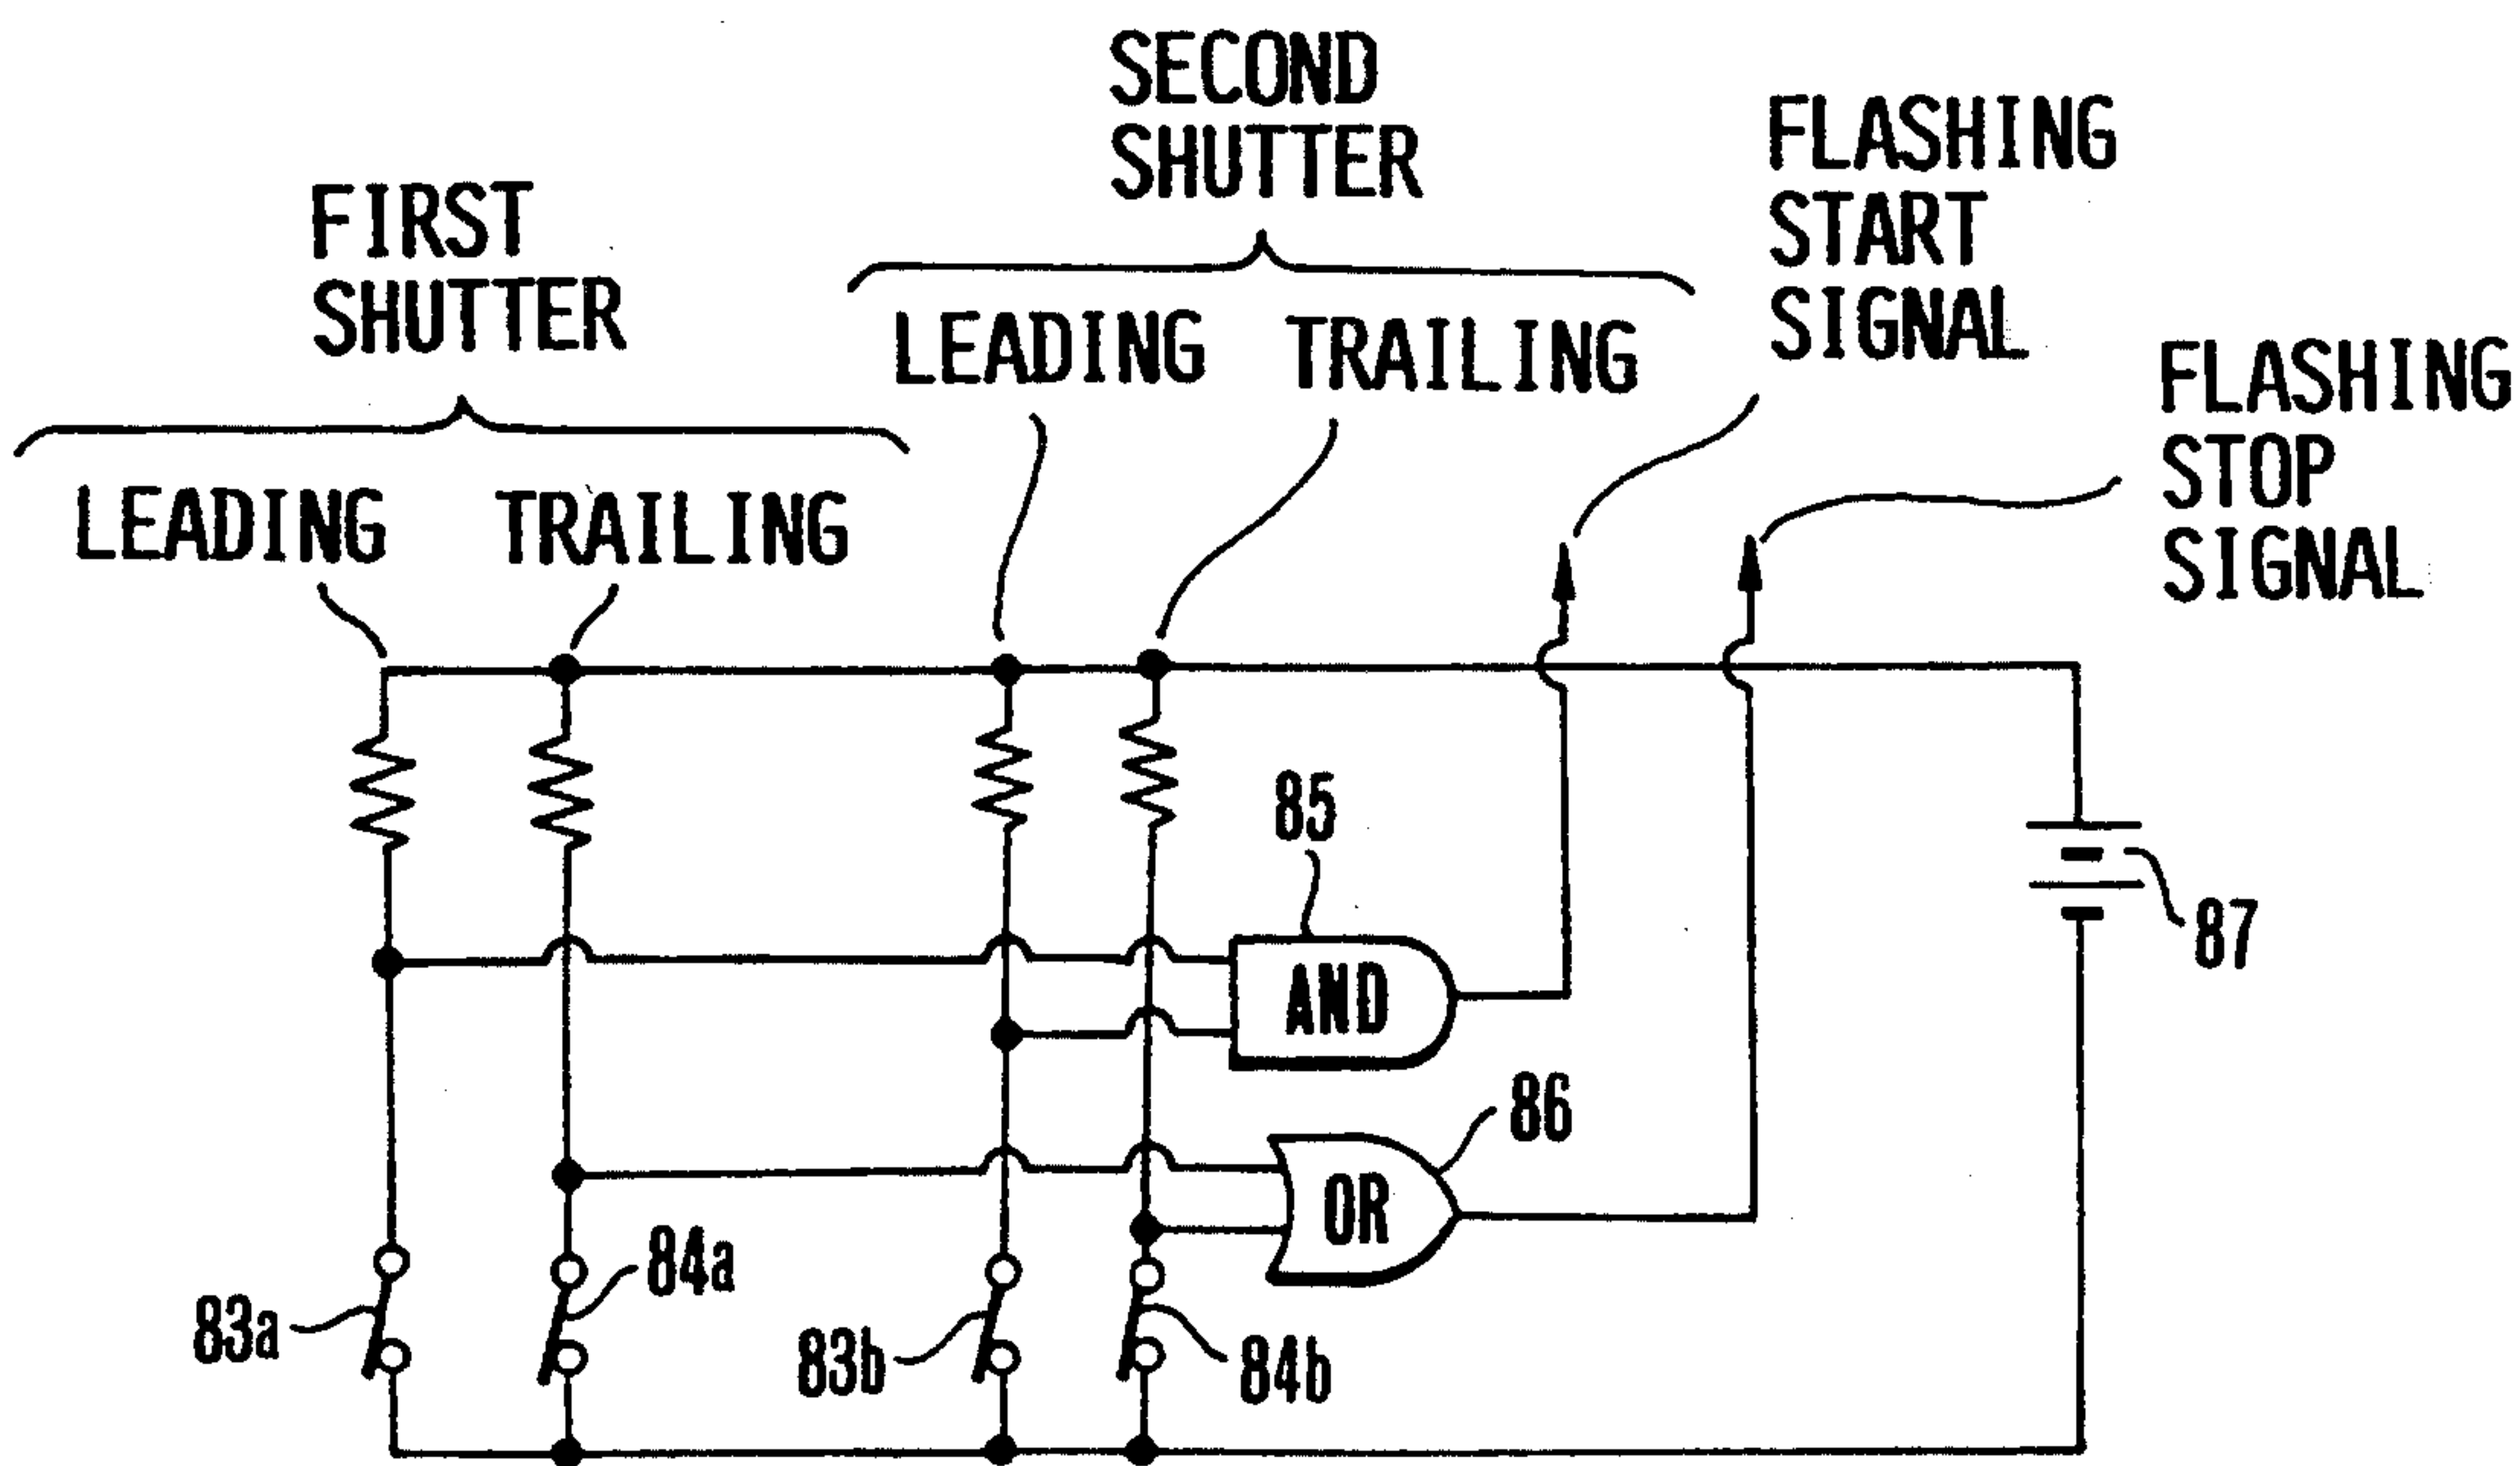 FIRST
SHUTTER
LEADING TRAILING
SECOND
SHUTTER
LEADING TRAILING
FLASHING
START
SIGNAL
FLASHING
STOP
SIGNAL
85
AND
87
86
OR
83a
84a
83b
84b